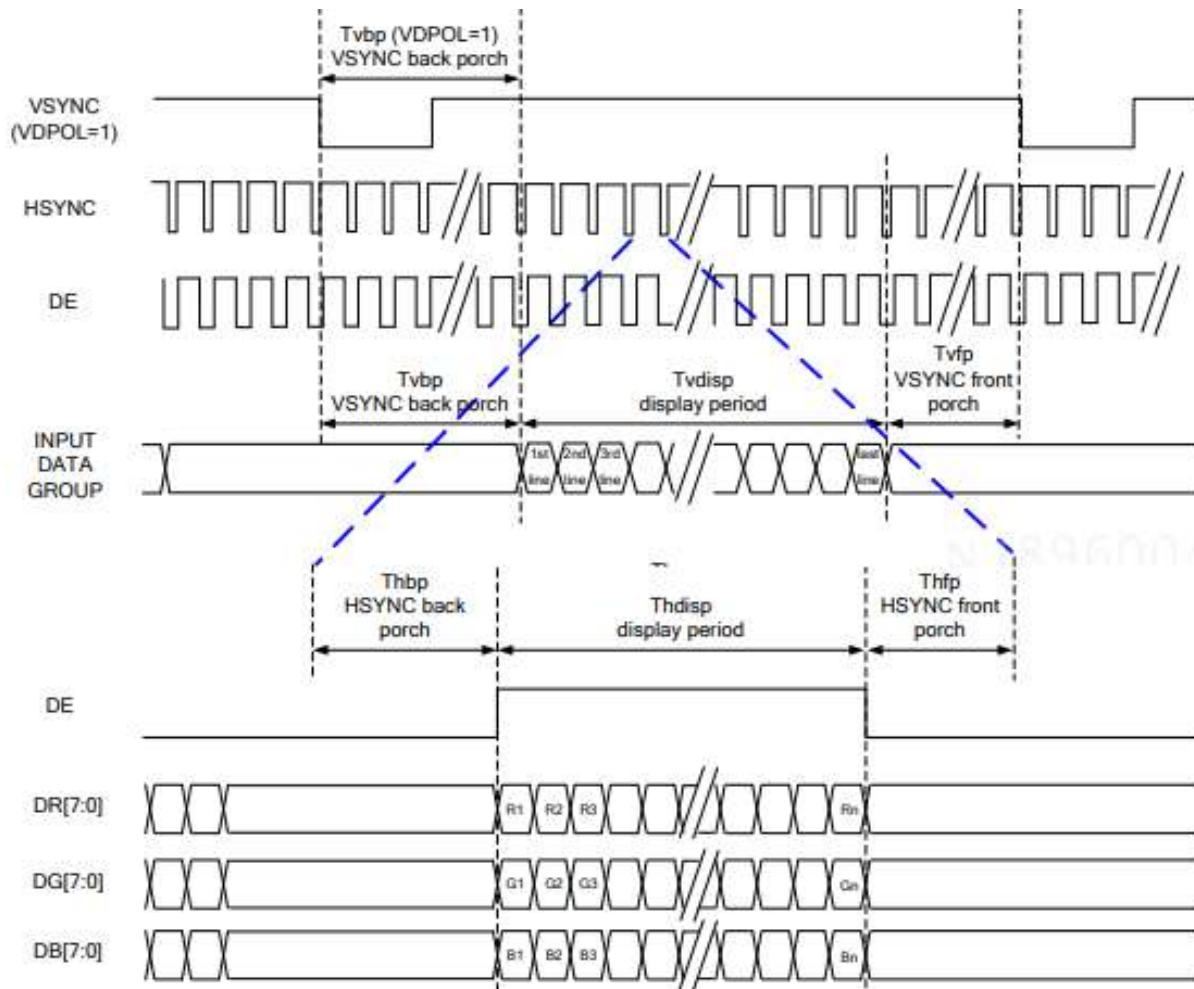 Tvbp (VDPOL=1)
VSYNC back porch
VSYNC
(VDPOL=1)
HSYNC
DE
Tvbp
VSYNC back porch
Tvdisp
display period
Tvfp
VSYNC front
porch
INPUT
DATA
GROUP
1st
line
2nd
line
3rd
line
last
line
Thbp
HSYNC back
porch
Thdisp
display period
Thfp
HSYNC front
porch
DE
DR[7:0]
R1 R2 R3 Rn
DG[7:0]
G1 G2 G3 Gn
DB[7:0]
B1 B2 B3 Bn